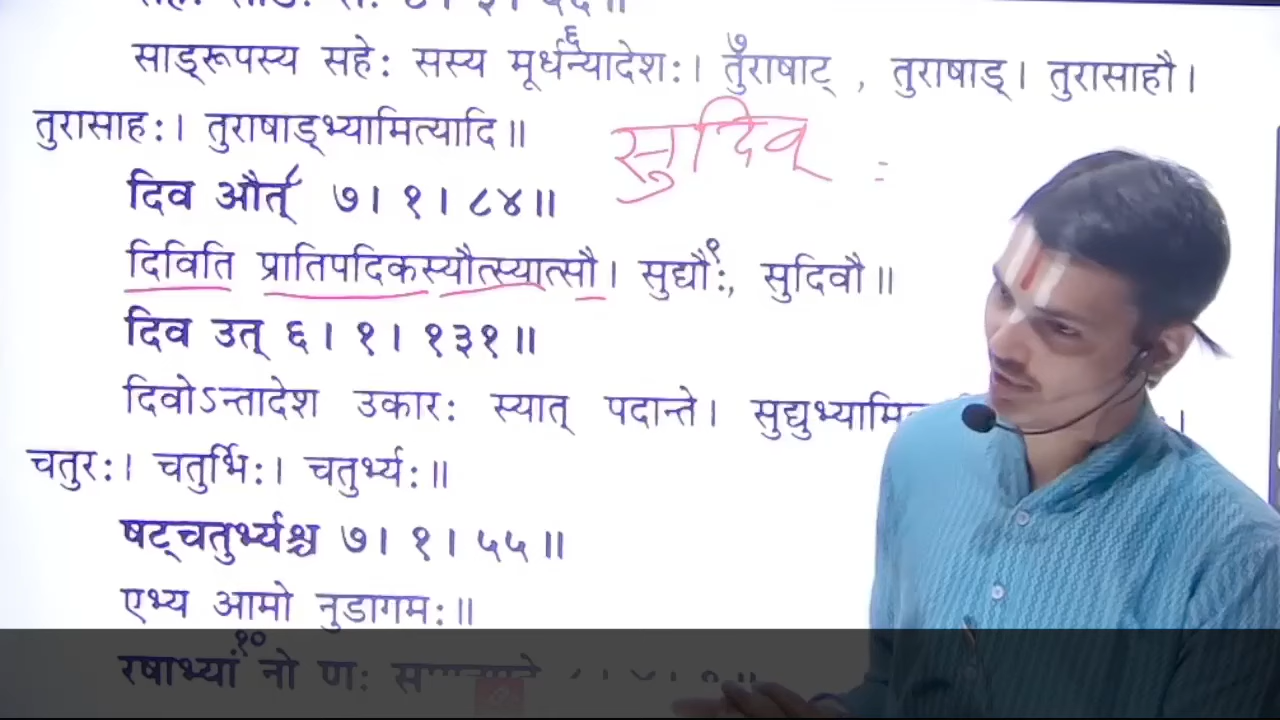 साड्रूपस्य सहेः सस्य मूर्धन्यादेशः। तुराषाट् , तुराषाड्। तुरासाहौ।
तुरासाहः। तुराषाड्भ्यामित्यादि॥
सुदिव्
दिव औत् ७। १। ८४॥
दिविति प्रातिपदिकस्यौत्स्यात्सौ। सुद्यौः, सुदिवौ॥
दिव उत् ६। १। १३१॥
दिवोऽन्तादेश उकारः स्यात् पदान्ते।
चतुरः। चतुर्भिः। चतुर्भ्यः॥
षट्चतुर्भ्यश्च ७। १। ५५॥
एभ्य आमो नुडागमः॥
रषाभ्यां नो णः